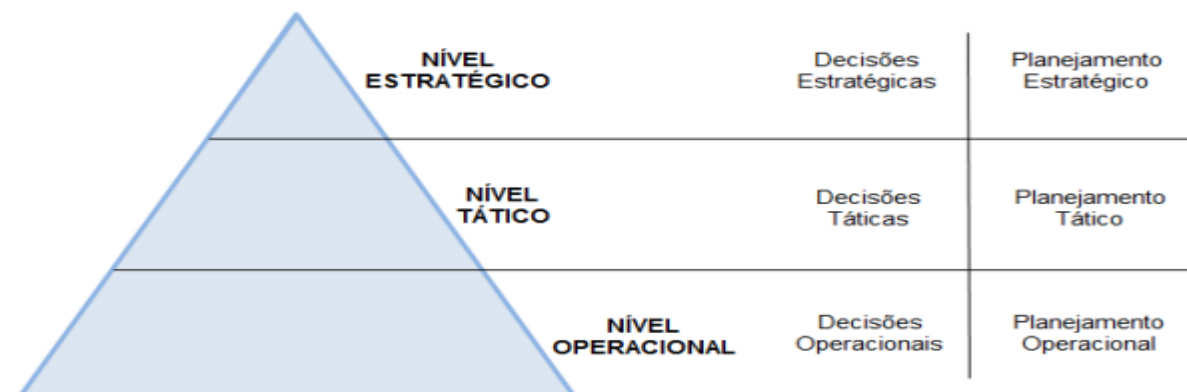 NÍVEL
ESTRATÉGICO
Decisões
Estratégicas
Planejamento
Estratégico
NÍVEL
TÁTICO
Decisões
Táticas
Planejamento
Tático
NÍVEL
OPERACIONAL
Decisões
Operacionais
Planejamento
Operacional